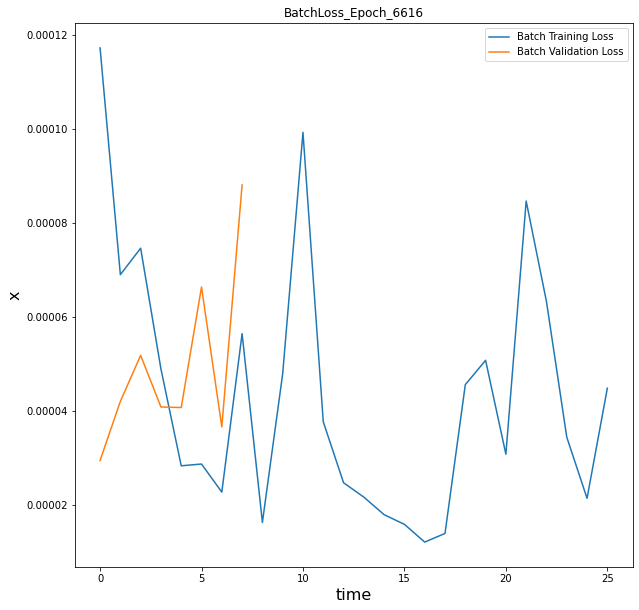 BatchLoss_Epoch_6616
Batch Training Loss
Batch Validation Loss
0.00012
0.00010
0.00008
0.00006
0.00004
0.00002
x
0
5
10
15
20
25
time